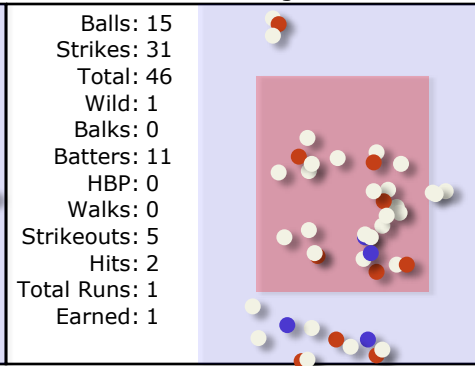 Balls: 15
Strikes: 31
Total: 46
Wild: 1
Balks: 0
Batters: 11
HBP: 0
Walks: 0
Strikeouts: 5
Hits: 2
Total Runs: 1
Earned: 1